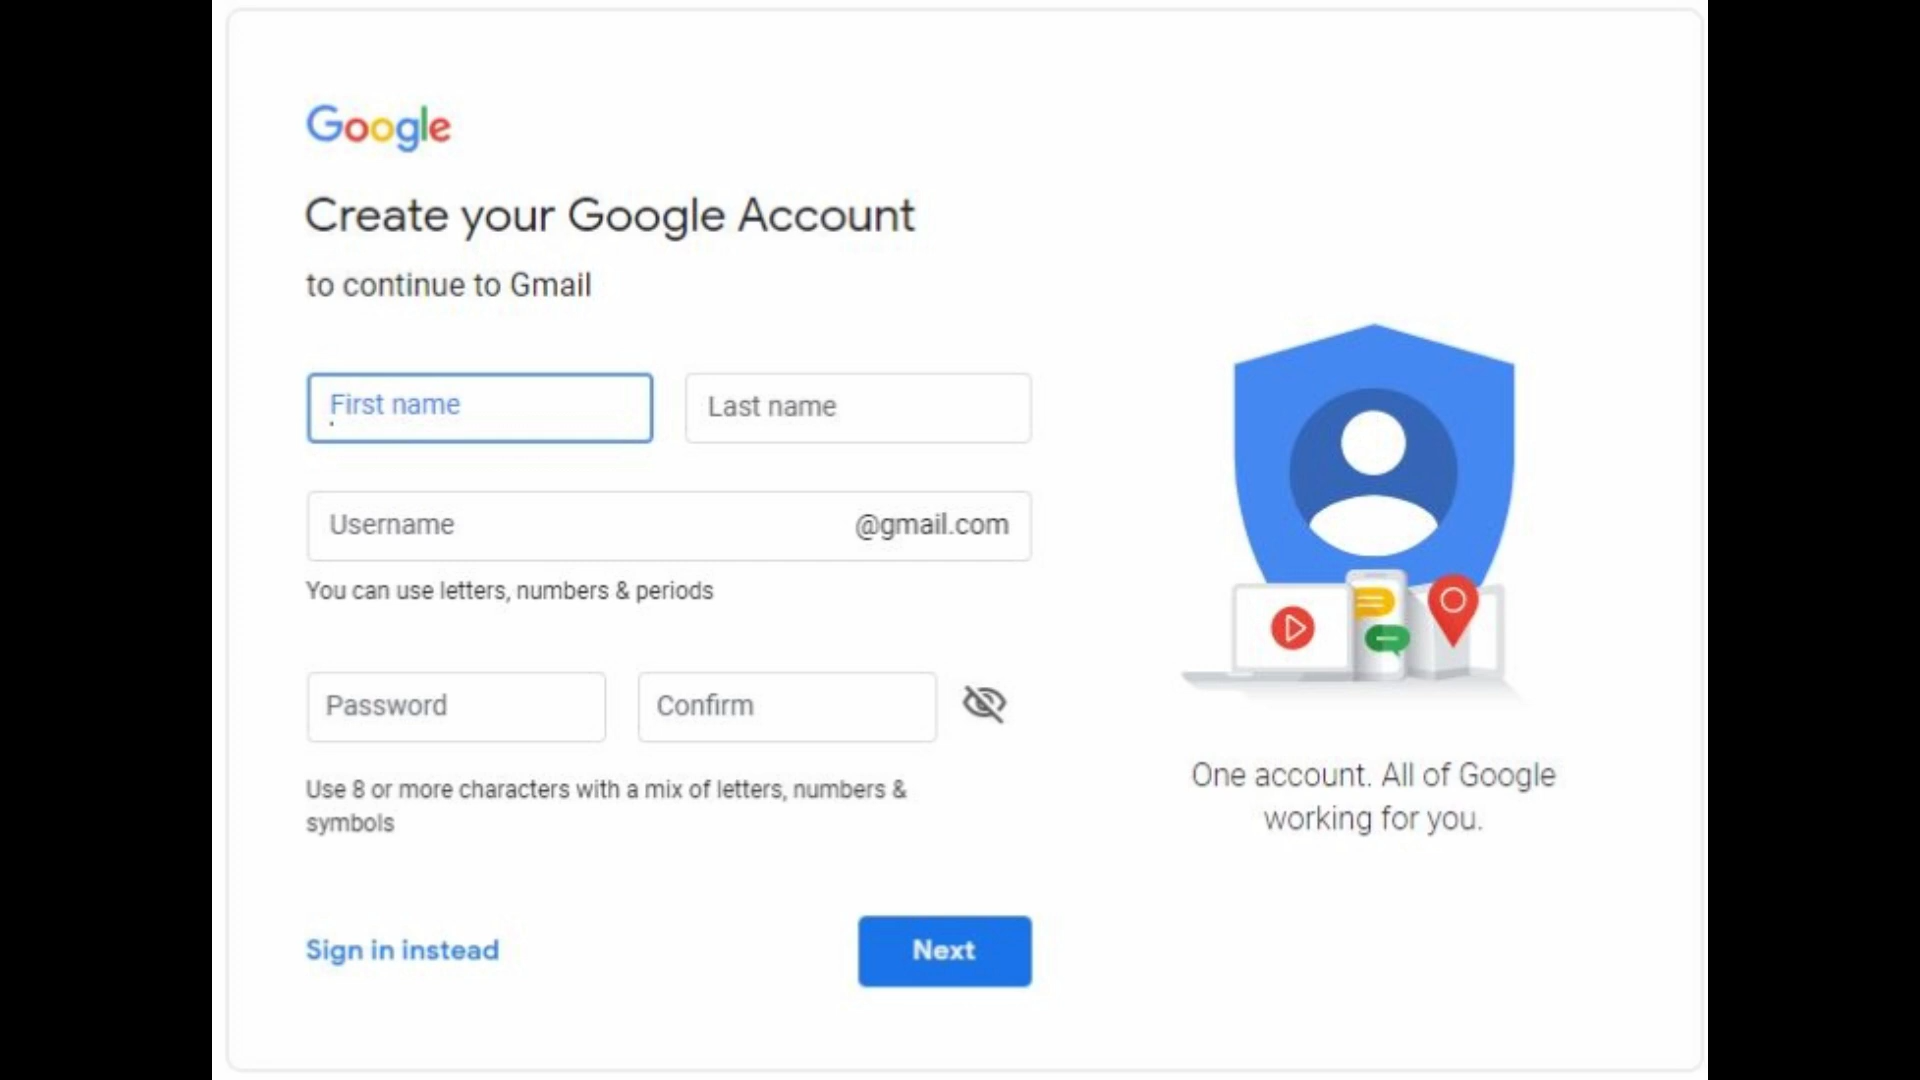 Google
Create your Google Account
to continue to Gmail
First name
Last name
Username @gmail.com
You can use letters, numbers & periods
Password
Confirm
Use 8 or more characters with a mix of letters, numbers &
symbols
Sign in instead
Next
One account. All of Google
working for you.